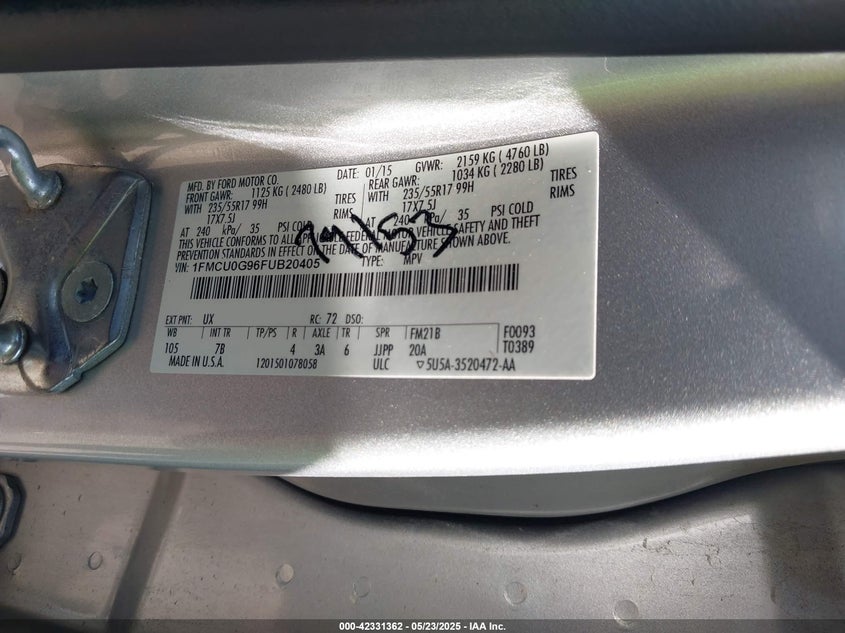 MFD. BY FORD MOTOR CO. DATE: 01/15 GVWR: 2159 KG ( 4760 LB)
FRONT GAWR: 1125 KG ( 2480 LB) REAR GAWR: 1034 KG ( 2280 LB)
WITH 235/55R17 99H TIRES WITH 235/55R17 99H TIRES
17X7.5J RIMS 17X7.5J RIMS
AT 240 kPa/ 35 PSI COLD AT 240 kPa/ 35 PSI COLD
THIS VEHICLE CONFORMS TO ALL APPLICABLE FEDERAL MOTOR VEHICLE SAFETY AND THEFT
PREVENTION STANDARDS IN EFFECT ON THE DATE OF MANUFACTURE SHOWN ABOVE.
VIN: 1FMCU0G96FUB20405 TYPE: MPV
EXT PNT: UX RC: 72 DSO:
WB INT TR TP/PS R AXLE TR SPR FM21B F0093
105 7B 4 3A 6 JJPP 20A T0389
MADE IN U.S.A. 1201501078058 ULC ▽5U5A-3520472-AA
000-42331362 — 05/23/2025 — IAA Inc.